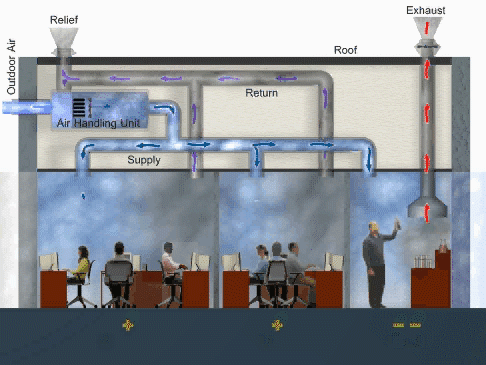 Relief
Exhaust
Roof
Outdoor Air
Return
Air Handling Unit
Supply